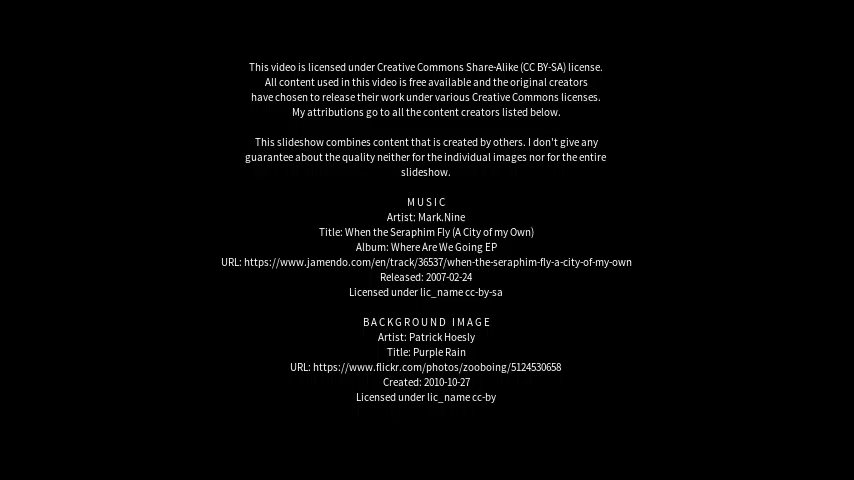 This video is licensed under Creative Commons Share-Alike (CC BY-SA) license.
All content used in this video is free available and the original creators
have chosen to release their work under various Creative Commons licenses.
My attributions go to all the content creators listed below.
This slideshow combines content that is created by others. I don't give any
guarantee about the quality neither for the individual images nor for the entire
slideshow.
MUSIC
Artist: Mark.Nine
Title: When the Seraphim Fly (A City of my Own)
Album: Where Are We Going EP
URL: https://www.jamendo.com/en/track/36537/when-the-seraphim-fly-a-city-of-my-own
Released: 2007-02-24
Licensed under lic_name cc-by-sa
BACKGROUND IMAGE
Artist: Patrick Hoesly
Title: Purple Rain
URL: https://www.flickr.com/photos/zooboing/5124530658
Created: 2010-10-27
Licensed under lic_name cc-by